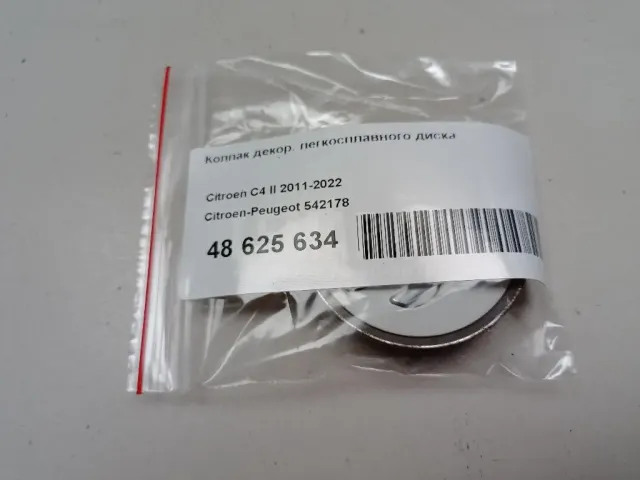 Колпак декор. легкосплавного диска
Citroen C4 II 2011-2022
Citroen-Peugeot 542178
48 625 634